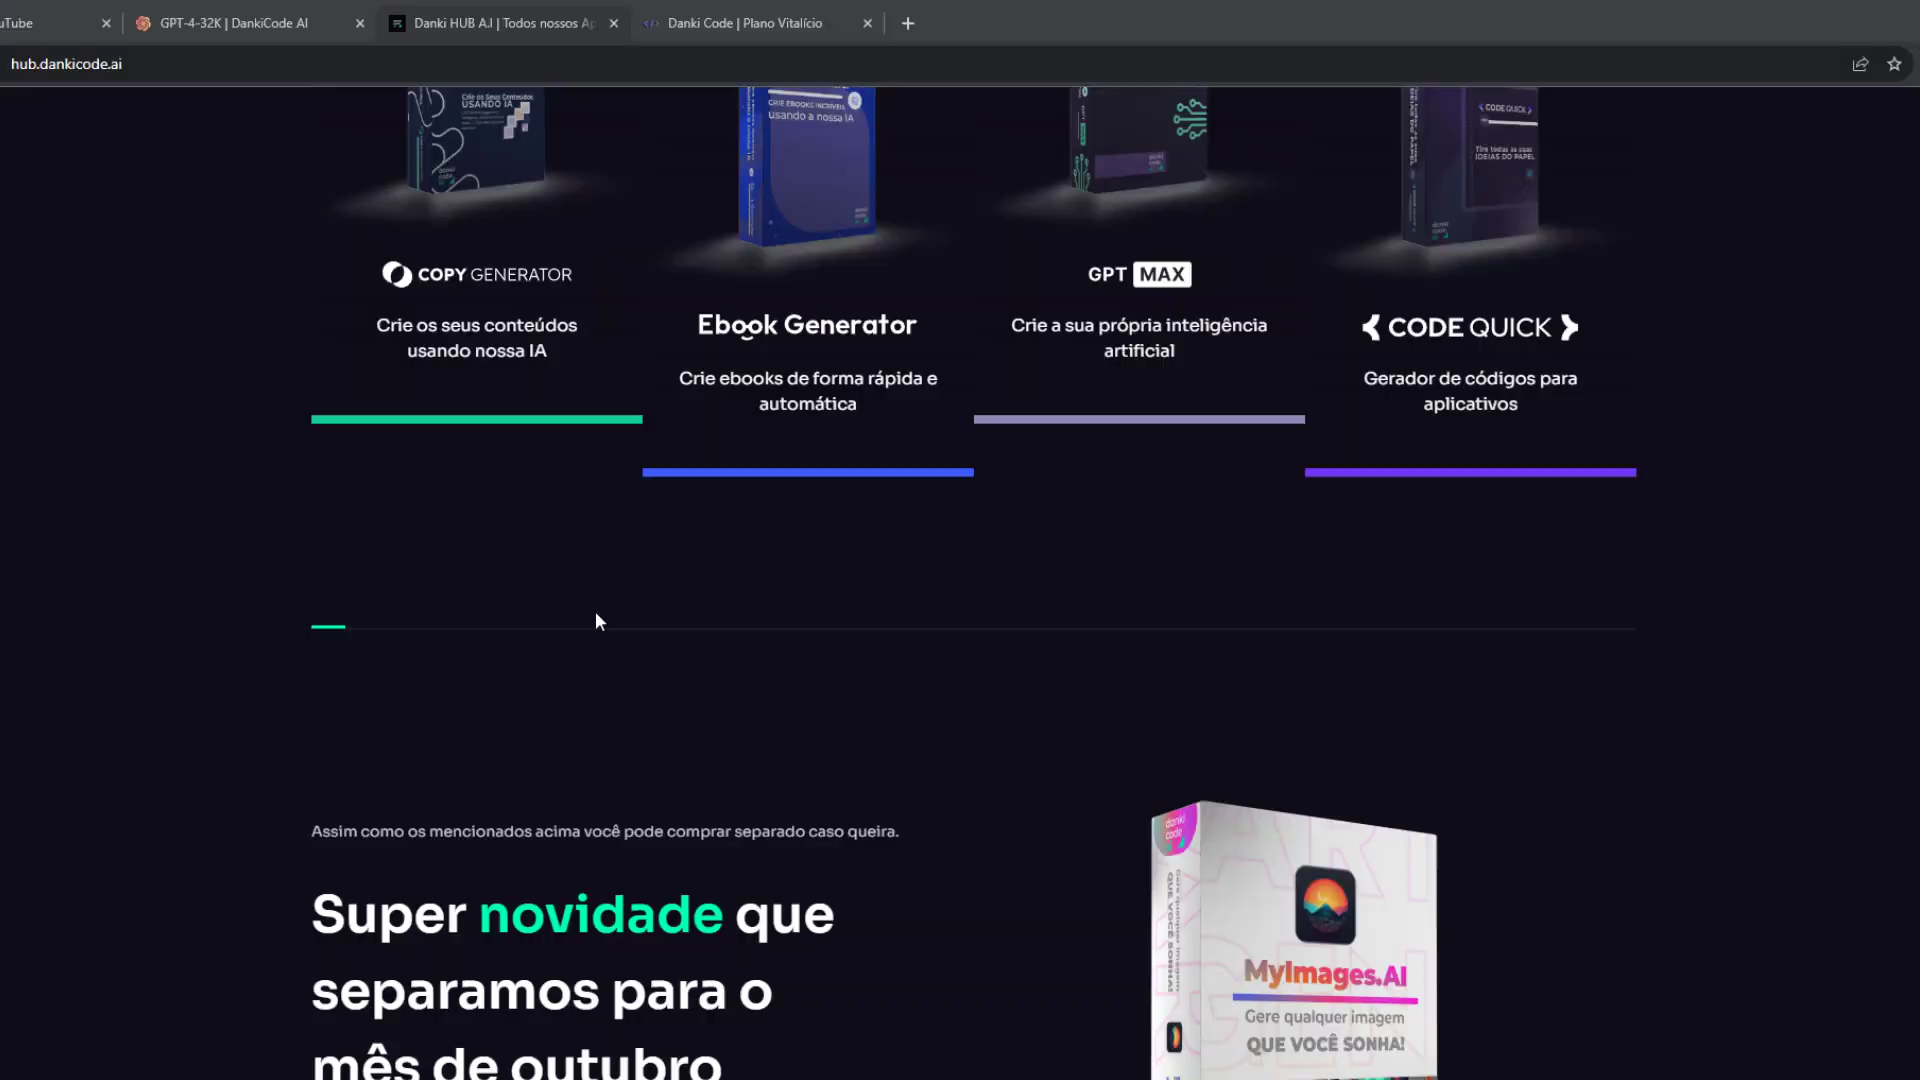 uTube
GPT-4-32K | DankiCode AI
Danki HUB A.I | Todos nossos Ap
Danki Code | Plano Vitalício
hub.dankicode.ai
Crie os Seus Conteúdos
USANDO IA
CRIE EBOOKS INCRÍVEIS
usando a nossa IA
CODE QUICK
Tire todas as suas
IDEIAS DO PAPEL
COPY GENERATOR
Crie os seus conteúdos
usando nossa IA
Ebook Generator
Crie ebooks de forma rápida e
automática
GPT MAX
Crie a sua própria inteligência
artificial
CODE QUICK
Gerador de códigos para
aplicativos
Assim como os mencionados acima você pode comprar separado caso queira.
Super novidade que
separamos para o
mês de outubro
danki
code
Gere qualquer imagem
QUE VOCÊ SONHA!
MyImages.AI
Gere qualquer imagem
QUE VOCÊ SONHA!